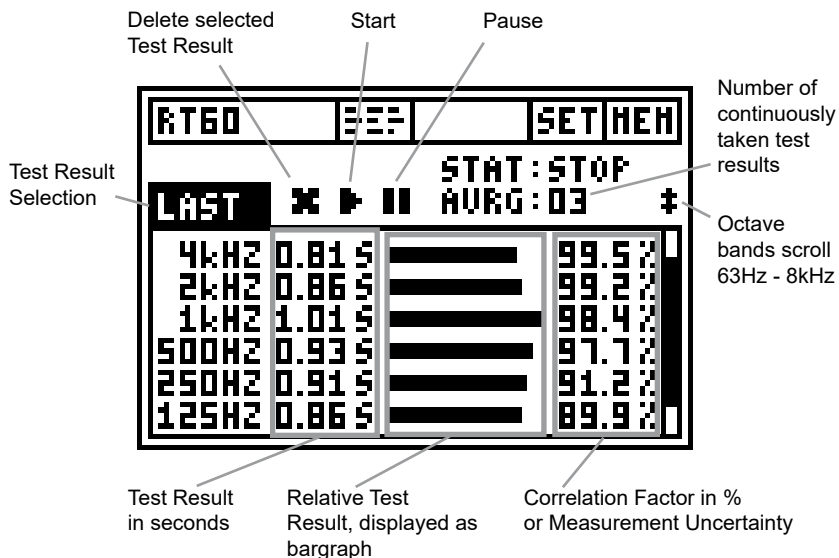 Delete selected
Test Result
Start
Pause
Number of
continuously
taken test
results
RT60
SET MEM
STAT:STOP
Test Result
Selection
LAST
AVRG:03
Octave
bands scroll
63Hz - 8kHz
4kHZ 0.81 S 99.5%
2kHZ 0.86 S 99.2%
1kHZ 1.01 S 98.4%
500HZ 0.93 S 97.7%
250HZ 0.91 S 91.2%
125HZ 0.86 S 89.9%
Test Result
in seconds
Relative Test
Result, displayed as
bargraph
Correlation Factor in %
or Measurement Uncertainty